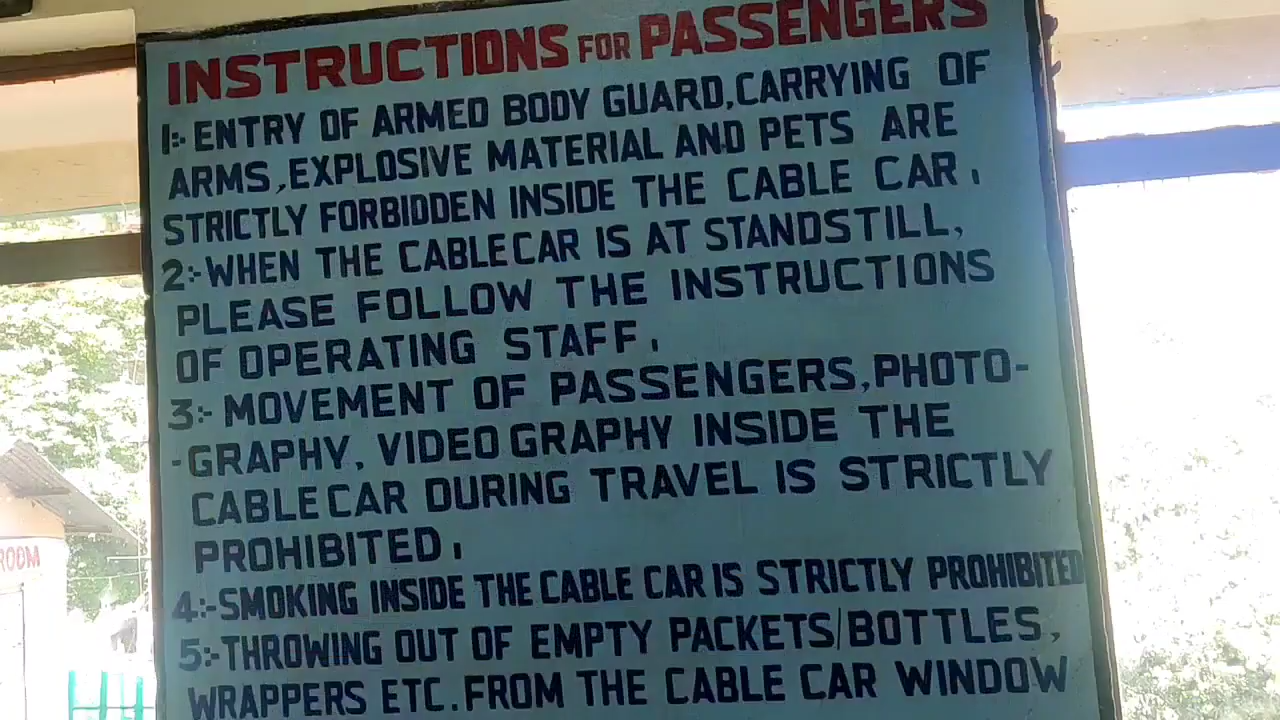 INSTRUCTIONS FOR PASSENGERS
1:- ENTRY OF ARMED BODY GUARD,CARRYING OF
ARMS,EXPLOSIVE MATERIAL AND PETS ARE
STRICTLY FORBIDDEN INSIDE THE CABLE CAR.
2:-WHEN THE CABLECAR IS AT STANDSTILL,
PLEASE FOLLOW THE INSTRUCTIONS
OF OPERATING STAFF.
3:- MOVEMENT OF PASSENGERS,PHOTO-
-GRAPHY, VIDEO GRAPHY INSIDE THE
CABLE CAR DURING TRAVEL IS STRICTLY
PROHIBITED.
4:-SMOKING INSIDE THE CABLE CAR IS STRICTLY PROHIBITED
5:-THROWING OUT OF EMPTY PACKETS/BOTTLES,
WRAPPERS ETC.FROM THE CABLE CAR WINDOW
ROOM